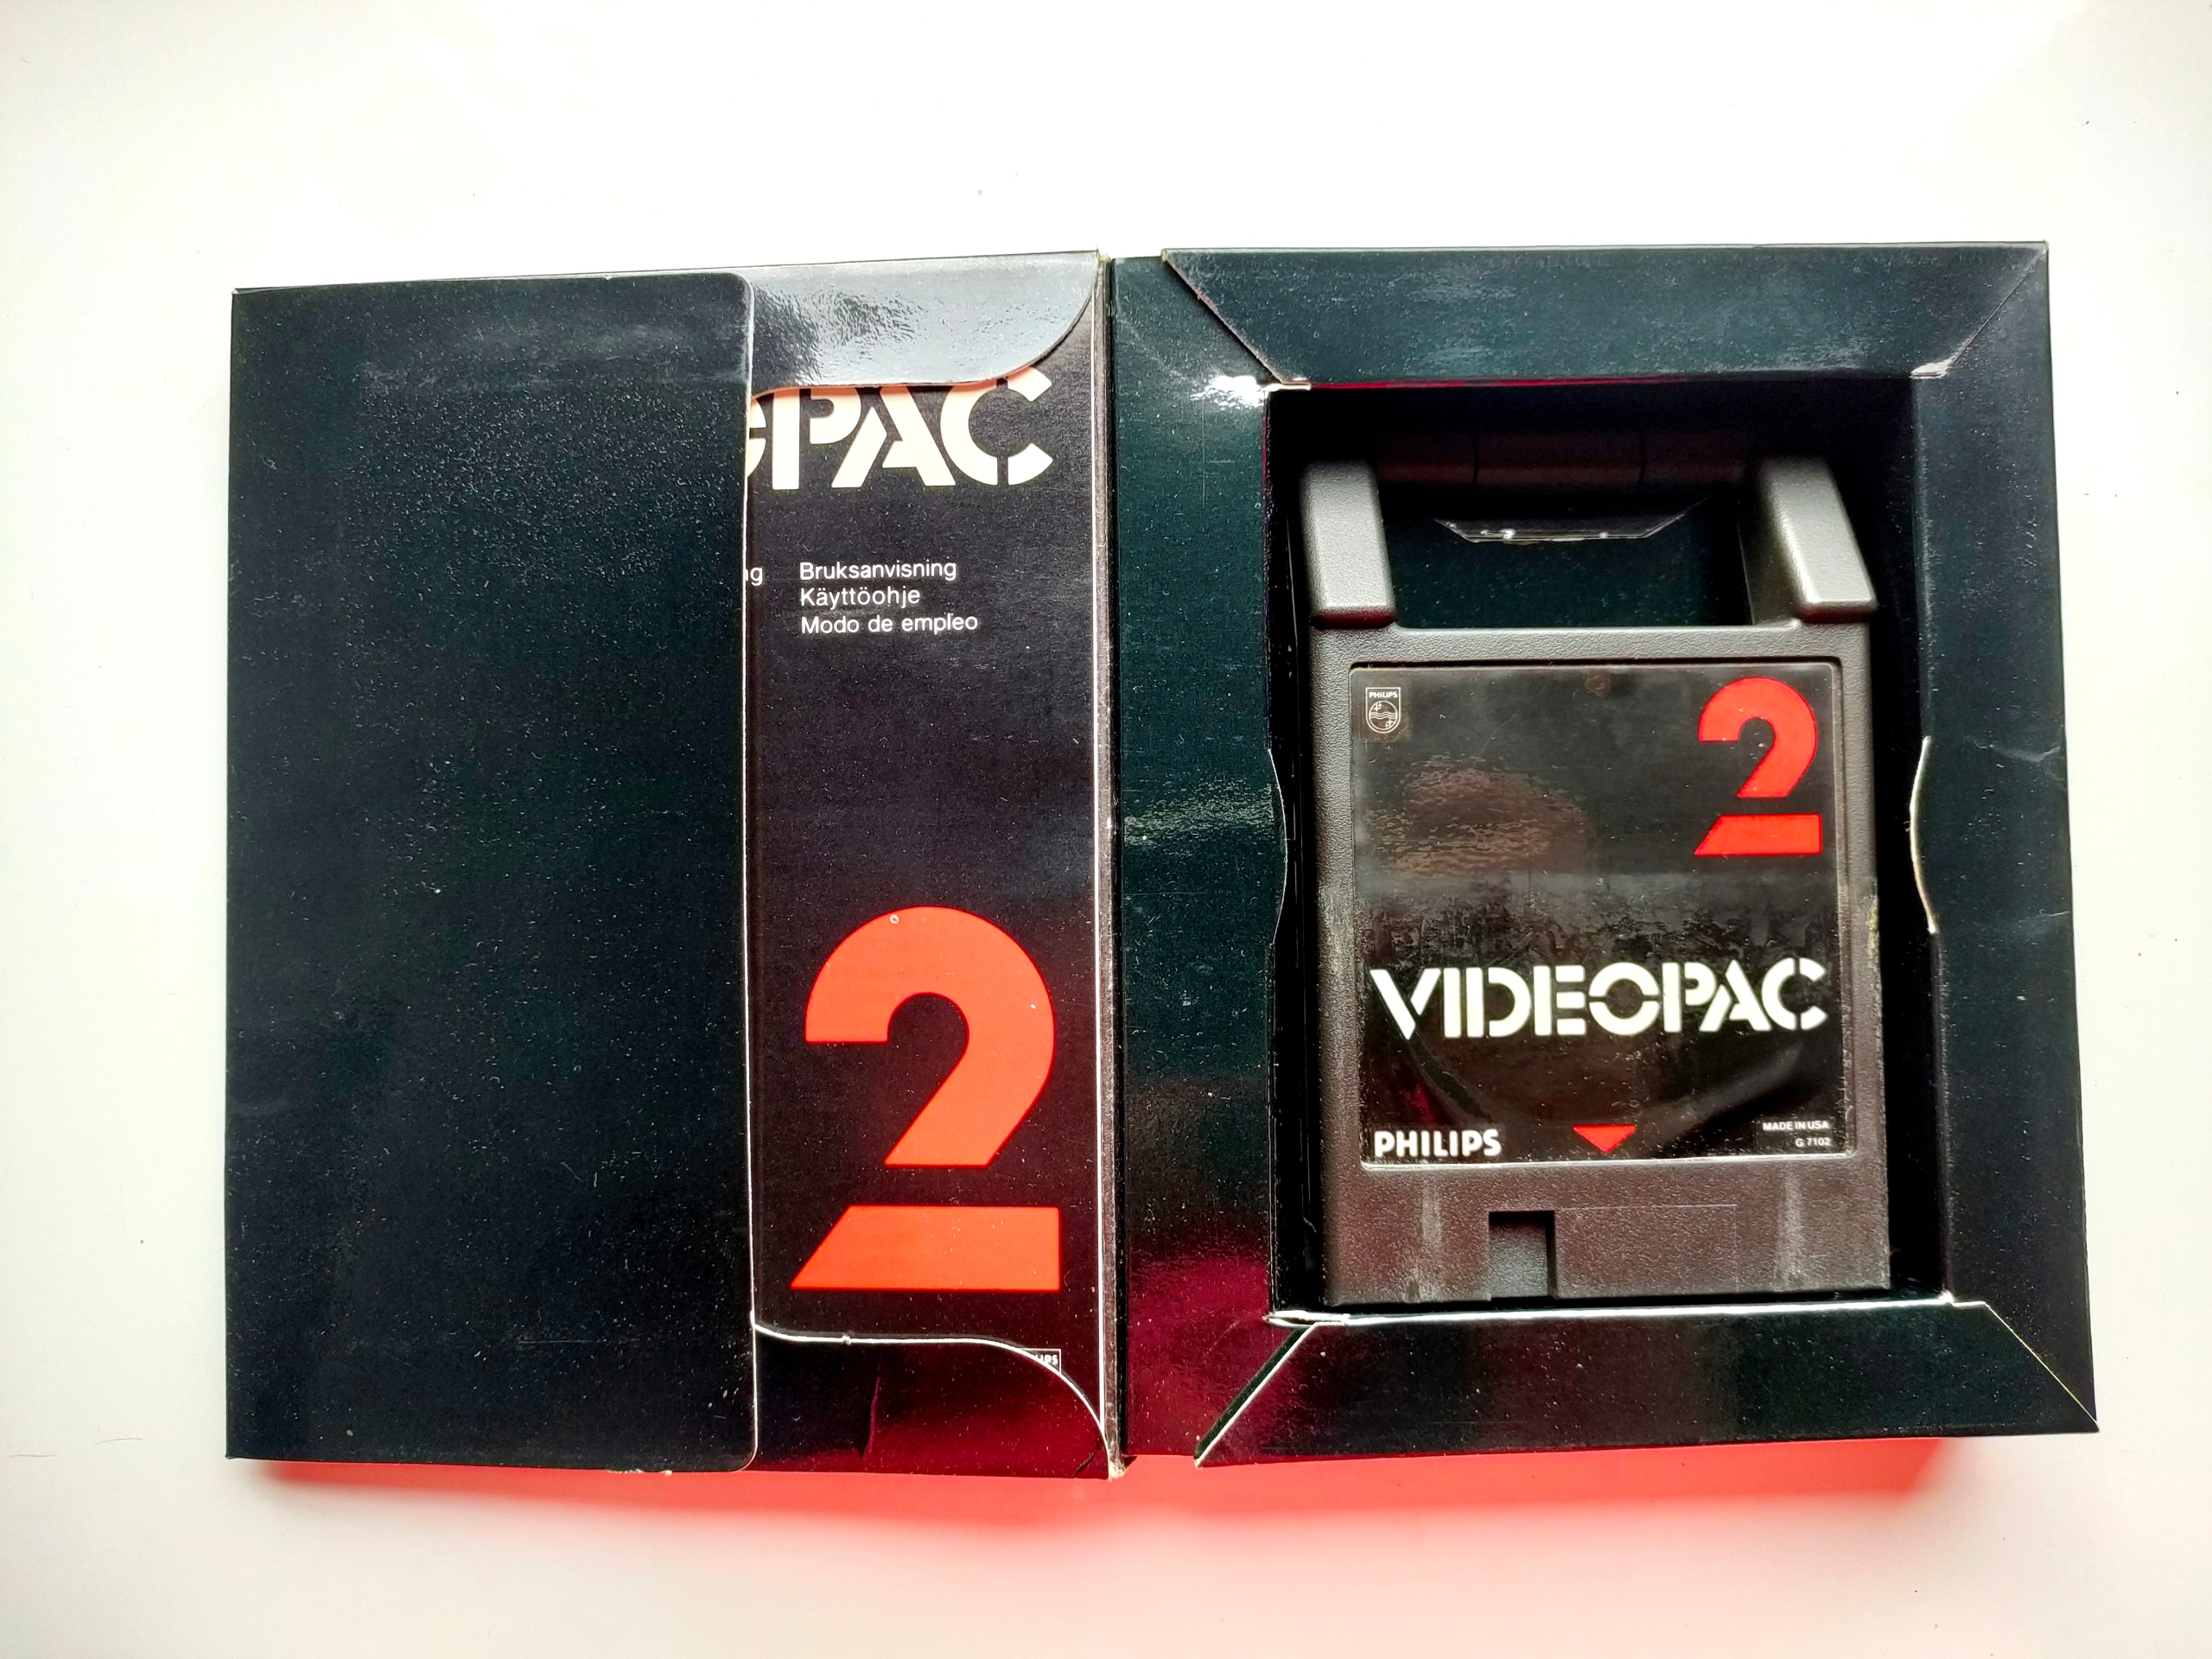 PAC
Bruksanvisning
Käyttöohje
Modo de empleo
2
PHILIPS
2
VIDEOPAC
PHILIPS
MADE IN USA
G 7102